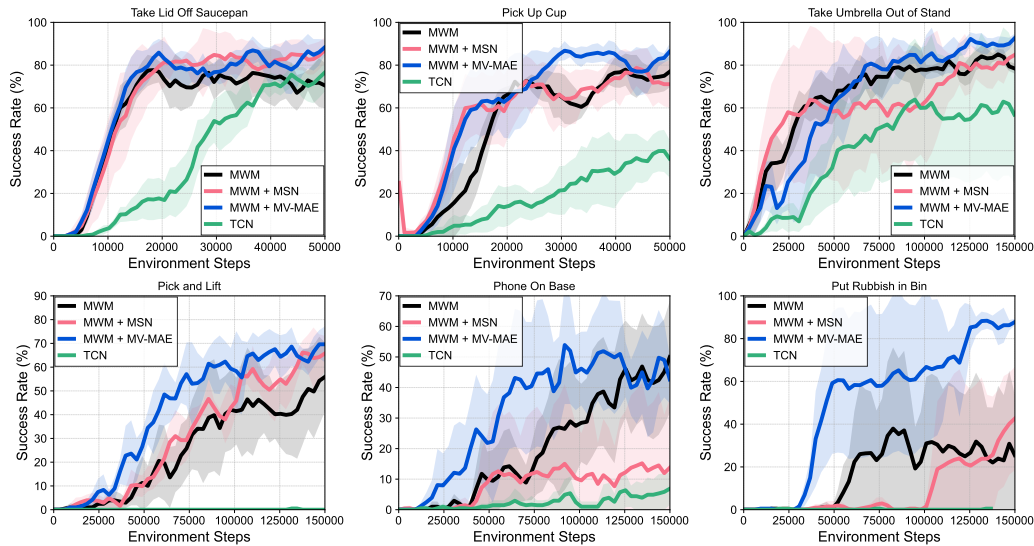 Take Lid Off Saucepan
Success Rate (%)
100
80
60
40
20
0
MWM
MWM + MSN
MWM + MV-MAE
TCN
0 10000 20000 30000 40000 50000
Environment Steps
Pick Up Cup
Success Rate (%)
100
80
60
40
20
0
MWM
MWM + MSN
MWM + MV-MAE
TCN
0 10000 20000 30000 40000 50000
Environment Steps
Take Umbrella Out of Stand
Success Rate (%)
100
80
60
40
20
0
MWM
MWM + MSN
MWM + MV-MAE
TCN
0 25000 50000 75000 100000 125000 150000
Environment Steps
Pick and Lift
Success Rate (%)
90
80
70
60
50
40
30
20
10
0
MWM
MWM + MSN
MWM + MV-MAE
TCN
0 25000 50000 75000 100000 125000 150000
Environment Steps
Phone On Base
Success Rate (%)
70
60
50
40
30
20
10
0
MWM
MWM + MSN
MWM + MV-MAE
TCN
0 25000 50000 75000 100000 125000 150000
Environment Steps
Put Rubbish in Bin
Success Rate (%)
100
80
60
40
20
0
MWM
MWM + MSN
MWM + MV-MAE
TCN
0 25000 50000 75000 100000 125000 150000
Environment Steps